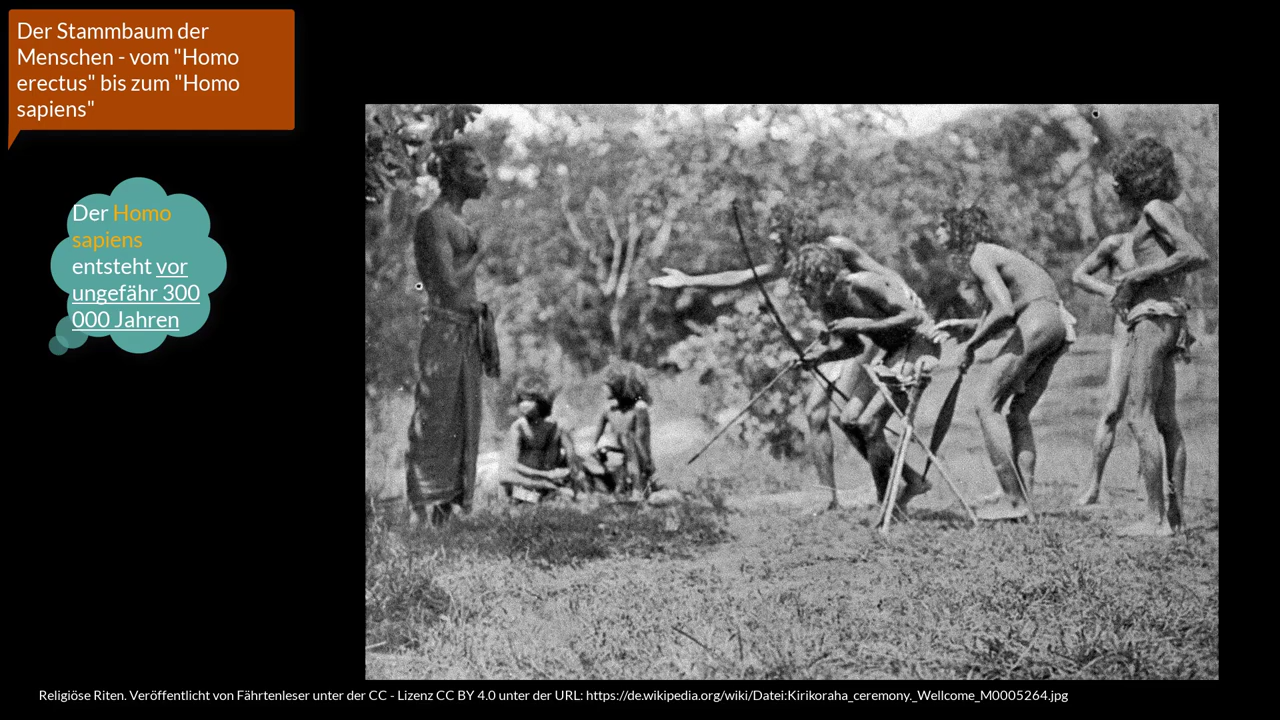 Der Stammbaum der
Menschen - vom "Homo
erectus" bis zum "Homo
sapiens"
Der Homo
sapiens
entsteht vor
ungefähr 300
000 Jahren
Religiöse Riten. Veröffentlicht von Fährtenleser unter der CC - Lizenz CC BY 4.0 unter der URL: https://de.wikipedia.org/wiki/Datei:Kirikoraha_ceremony._Wellcome_M0005264.jpg